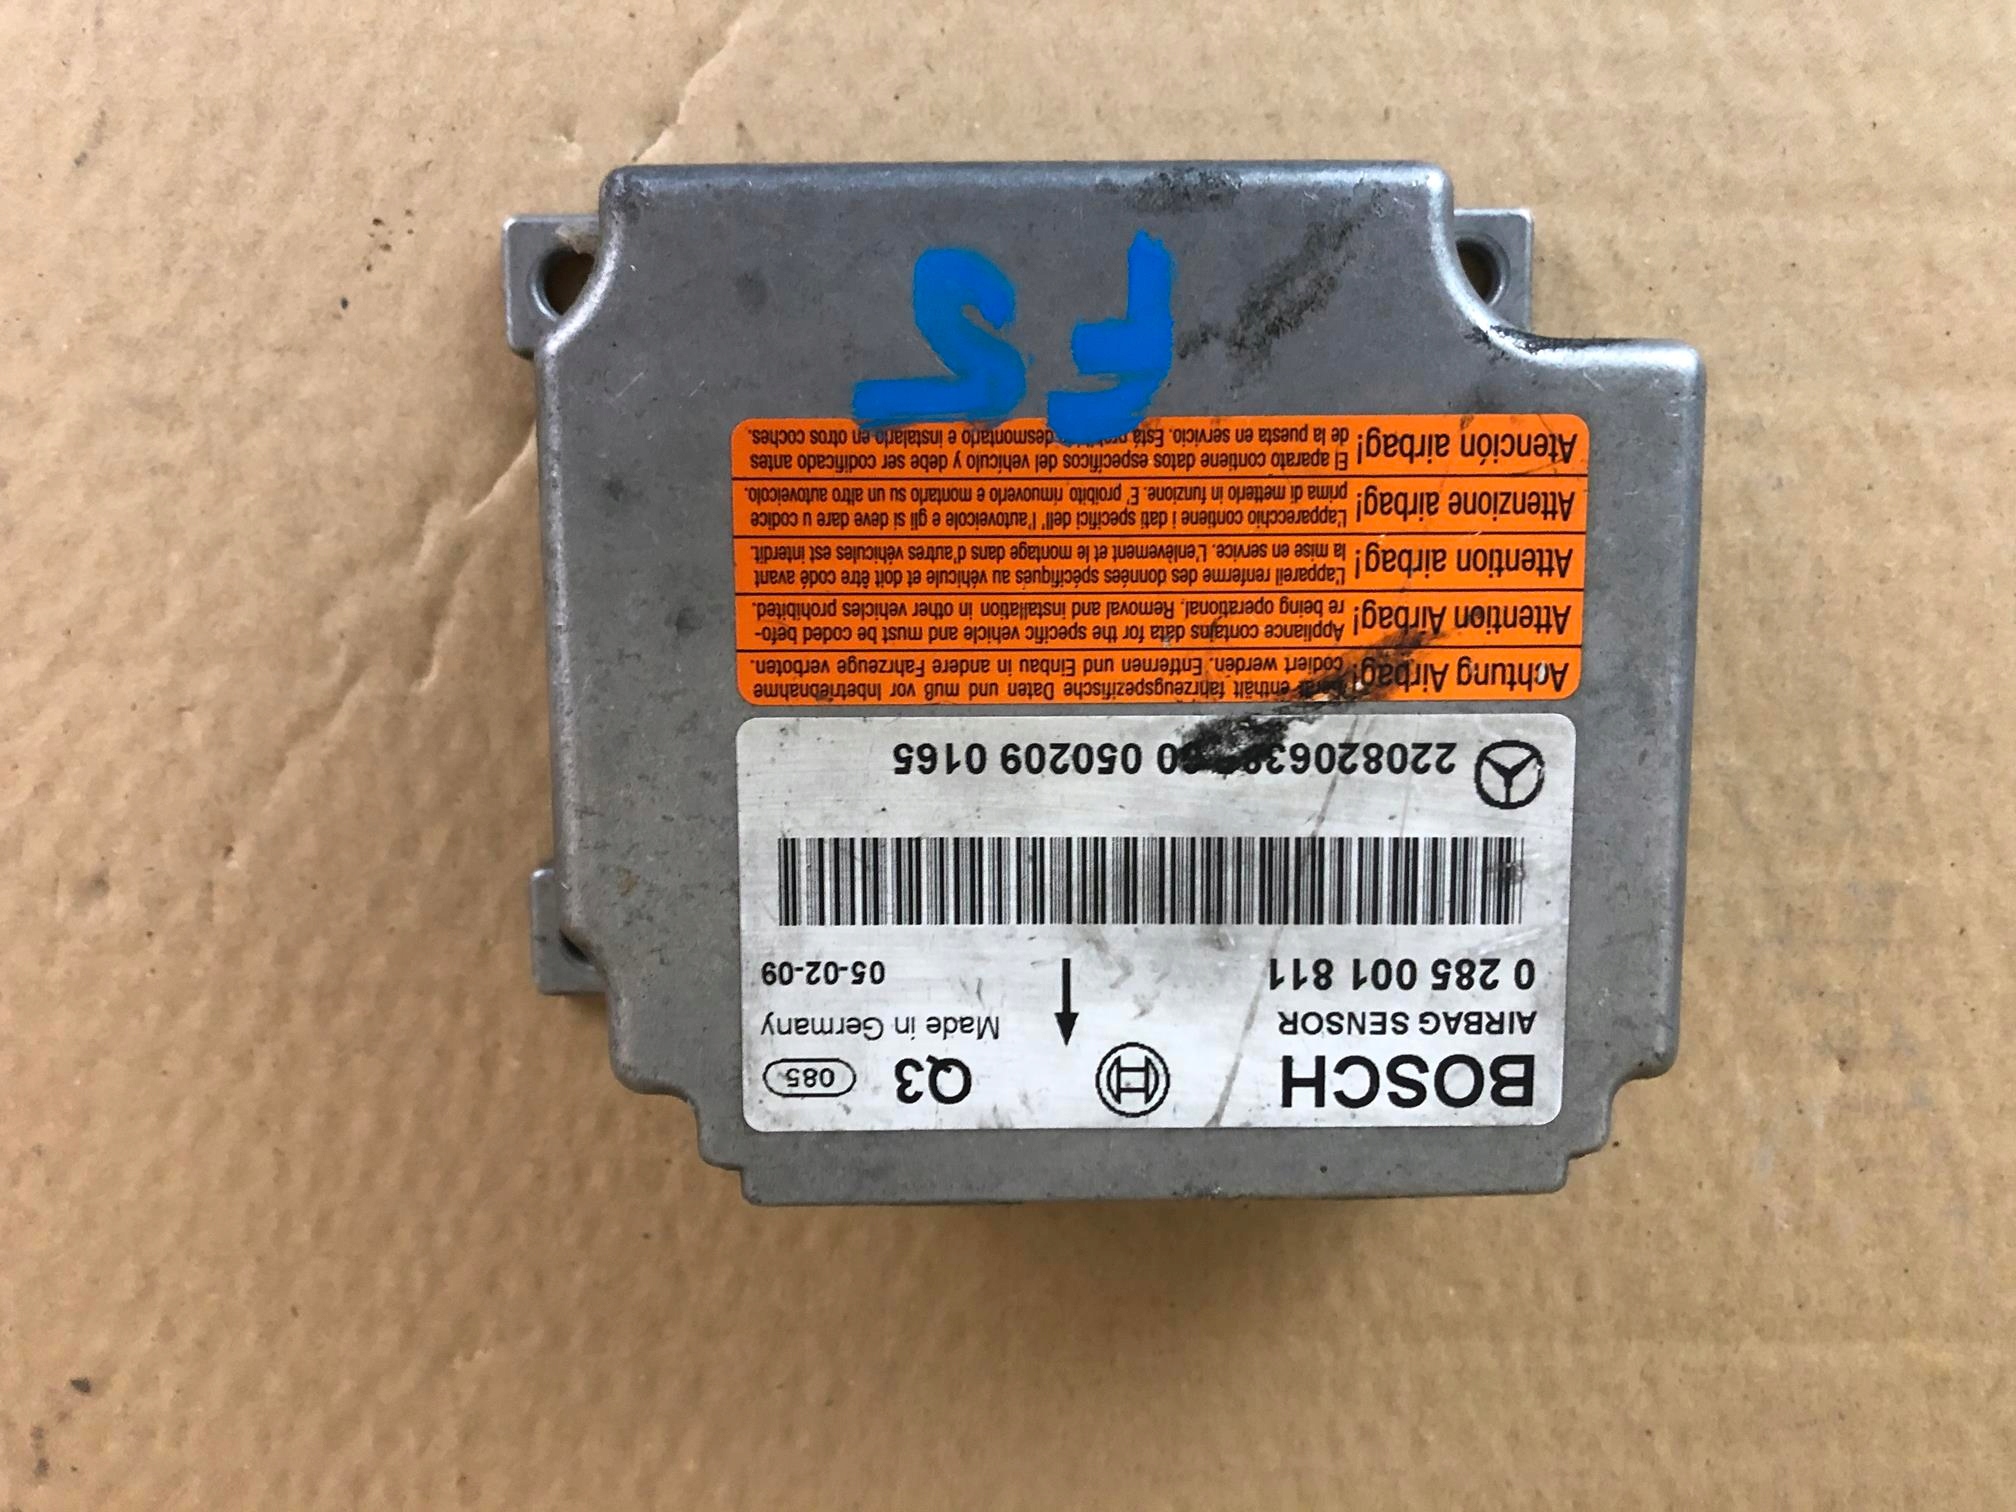 BOSCH Q3 085
AIRBAG SENSOR Made in Germany
0 285 001 811 05-02-09
050209 0165
Achtung Airbag! enthält fahrzeugspezifische Daten und muß vor Inbetriebnahme
codiert werden. Entfernen und Einbau in andere Fahrzeuge verboten.
Attention Airbag! Appliance contains data for the specific vehicle and must be coded befo-
re being operational. Removal and installation in other vehicles prohibited.
Attention airbag! L'appareil renferme des données spécifiques au véhicule et doit être codé avant
la mise en service. L'enlèvement et le montage dans d'autres véhicules est interdit.
Attenzione airbag! L'apparecchio contiene i dati specifici dell' l'autoveicole e gli si deve dare u codice
prima di metterlo in funzione. E' proibito rimuoverlo e montarlo su un altro autoveicolo.
Atención airbag! El aparato contiene datos específicos del vehículo y debe ser codificado antes
de la puesta en servicio. Está desmontarlo e instalarlo en otros coches.
F5